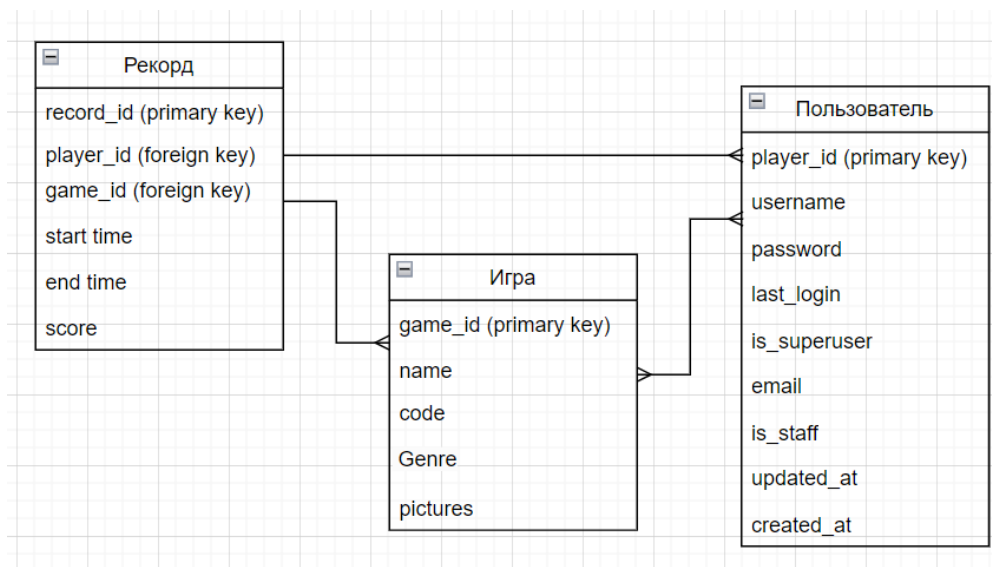 Рекорд
record_id (primary key)
player_id (foreign key)
game_id (foreign key)
start time
end time
score
Игра
game_id (primary key)
name
code
Genre
pictures
Пользователь
player_id (primary key)
username
password
last_login
is_superuser
email
is_staff
updated_at
created_at